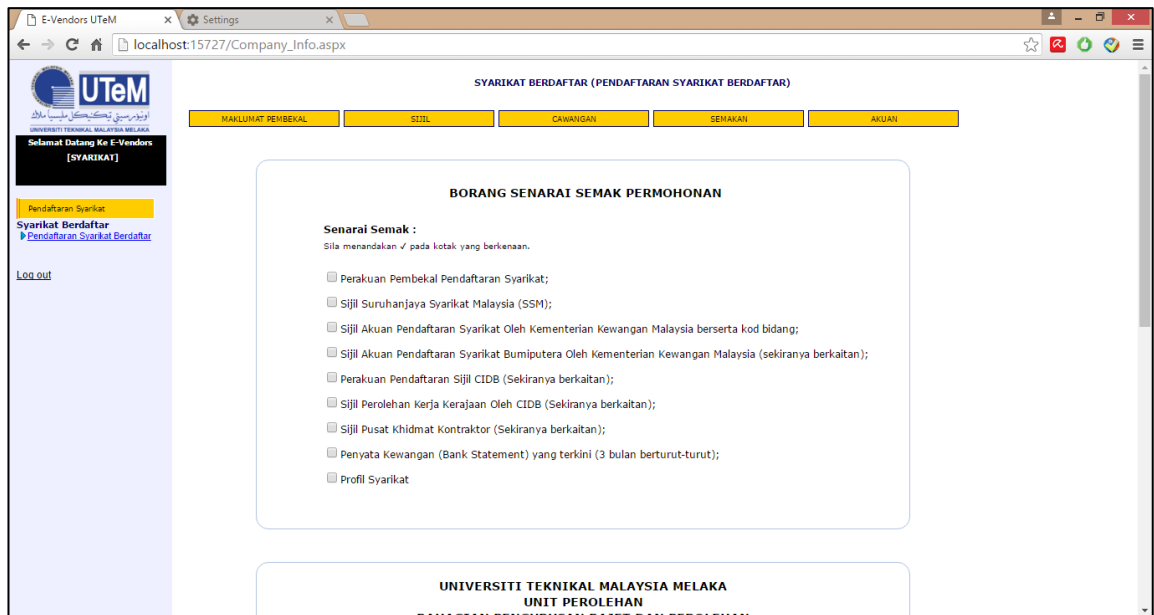 E-Vendors UTeM
Settings
localhost:15727/Company_Info.aspx
UTeM
اونيۏرسيتي تيكنيكل مليسيا ملاك
UNIVERSITI TEKNIKAL MALAYSIA MELAKA
Selamat Datang Ke E-Vendors
[SYARIKAT]
Pendaftaran Syarikat
Syarikat Berdaftar
Pendaftaran Syarikat Berdaftar
Log out
SYARIKAT BERDAFTAR (PENDAFTARAN SYARIKAT BERDAFTAR)
MAKLUMAT PEMBEKAL SIJIL CAWANGAN SEMAKAN AKUAN
BORANG SENARAI SEMAK PERMOHONAN
Senarai Semak :
Sila menandakan √ pada kotak yang berkenaan.
Perakuan Pembekal Pendaftaran Syarikat;
Sijil Suruhanjaya Syarikat Malaysia (SSM);
Sijil Akuan Pendaftaran Syarikat Oleh Kementerian Kewangan Malaysia berserta kod bidang;
Sijil Akuan Pendaftaran Syarikat Bumiputera Oleh Kementerian Kewangan Malaysia (sekiranya berkaitan);
Perakuan Pendaftaran Sijil CIDB (Sekiranya berkaitan);
Sijil Perolehan Kerja Kerajaan Oleh CIDB (Sekiranya berkaitan);
Sijil Pusat Khidmat Kontraktor (Sekiranya berkaitan);
Penyata Kewangan (Bank Statement) yang terkini (3 bulan berturut-turut);
Profil Syarikat
UNIVERSITI TEKNIKAL MALAYSIA MELAKA
UNIT PEROLEHAN